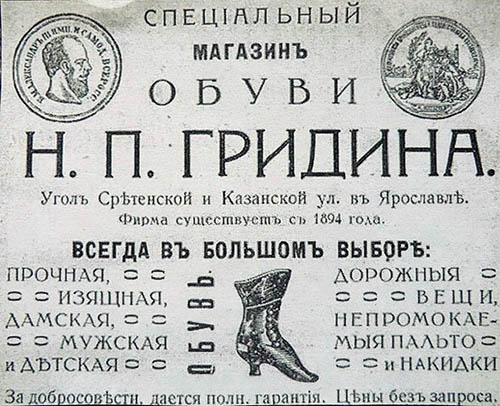 СПЕЦІАЛЬНЫЙ
МАГАЗИНЪ
ОБУВИ
Н. П. ГРИДИНА.
Уголъ Срѣтенской и Казанской ул. въ Ярославлѣ.
Фирма существуетъ съ 1894 года.
ВСЕГДА ВЪ БОЛЬШОМЪ ВЫБОРѢ:
ПРОЧНАЯ,
ИЗЯЩНАЯ,
ДАМСКАЯ,
МУЖСКАЯ
и ДѢТСКАЯ
ОБУВЬ.
ДОРОЖНЫЯ
ВЕЩИ,
НЕПРОМОКАЕ-
МЫЯ ПАЛЬТО
и НАКИДКИ
За добросовѣстн. дается полн. гарантія. Цѣны безъ запроса.